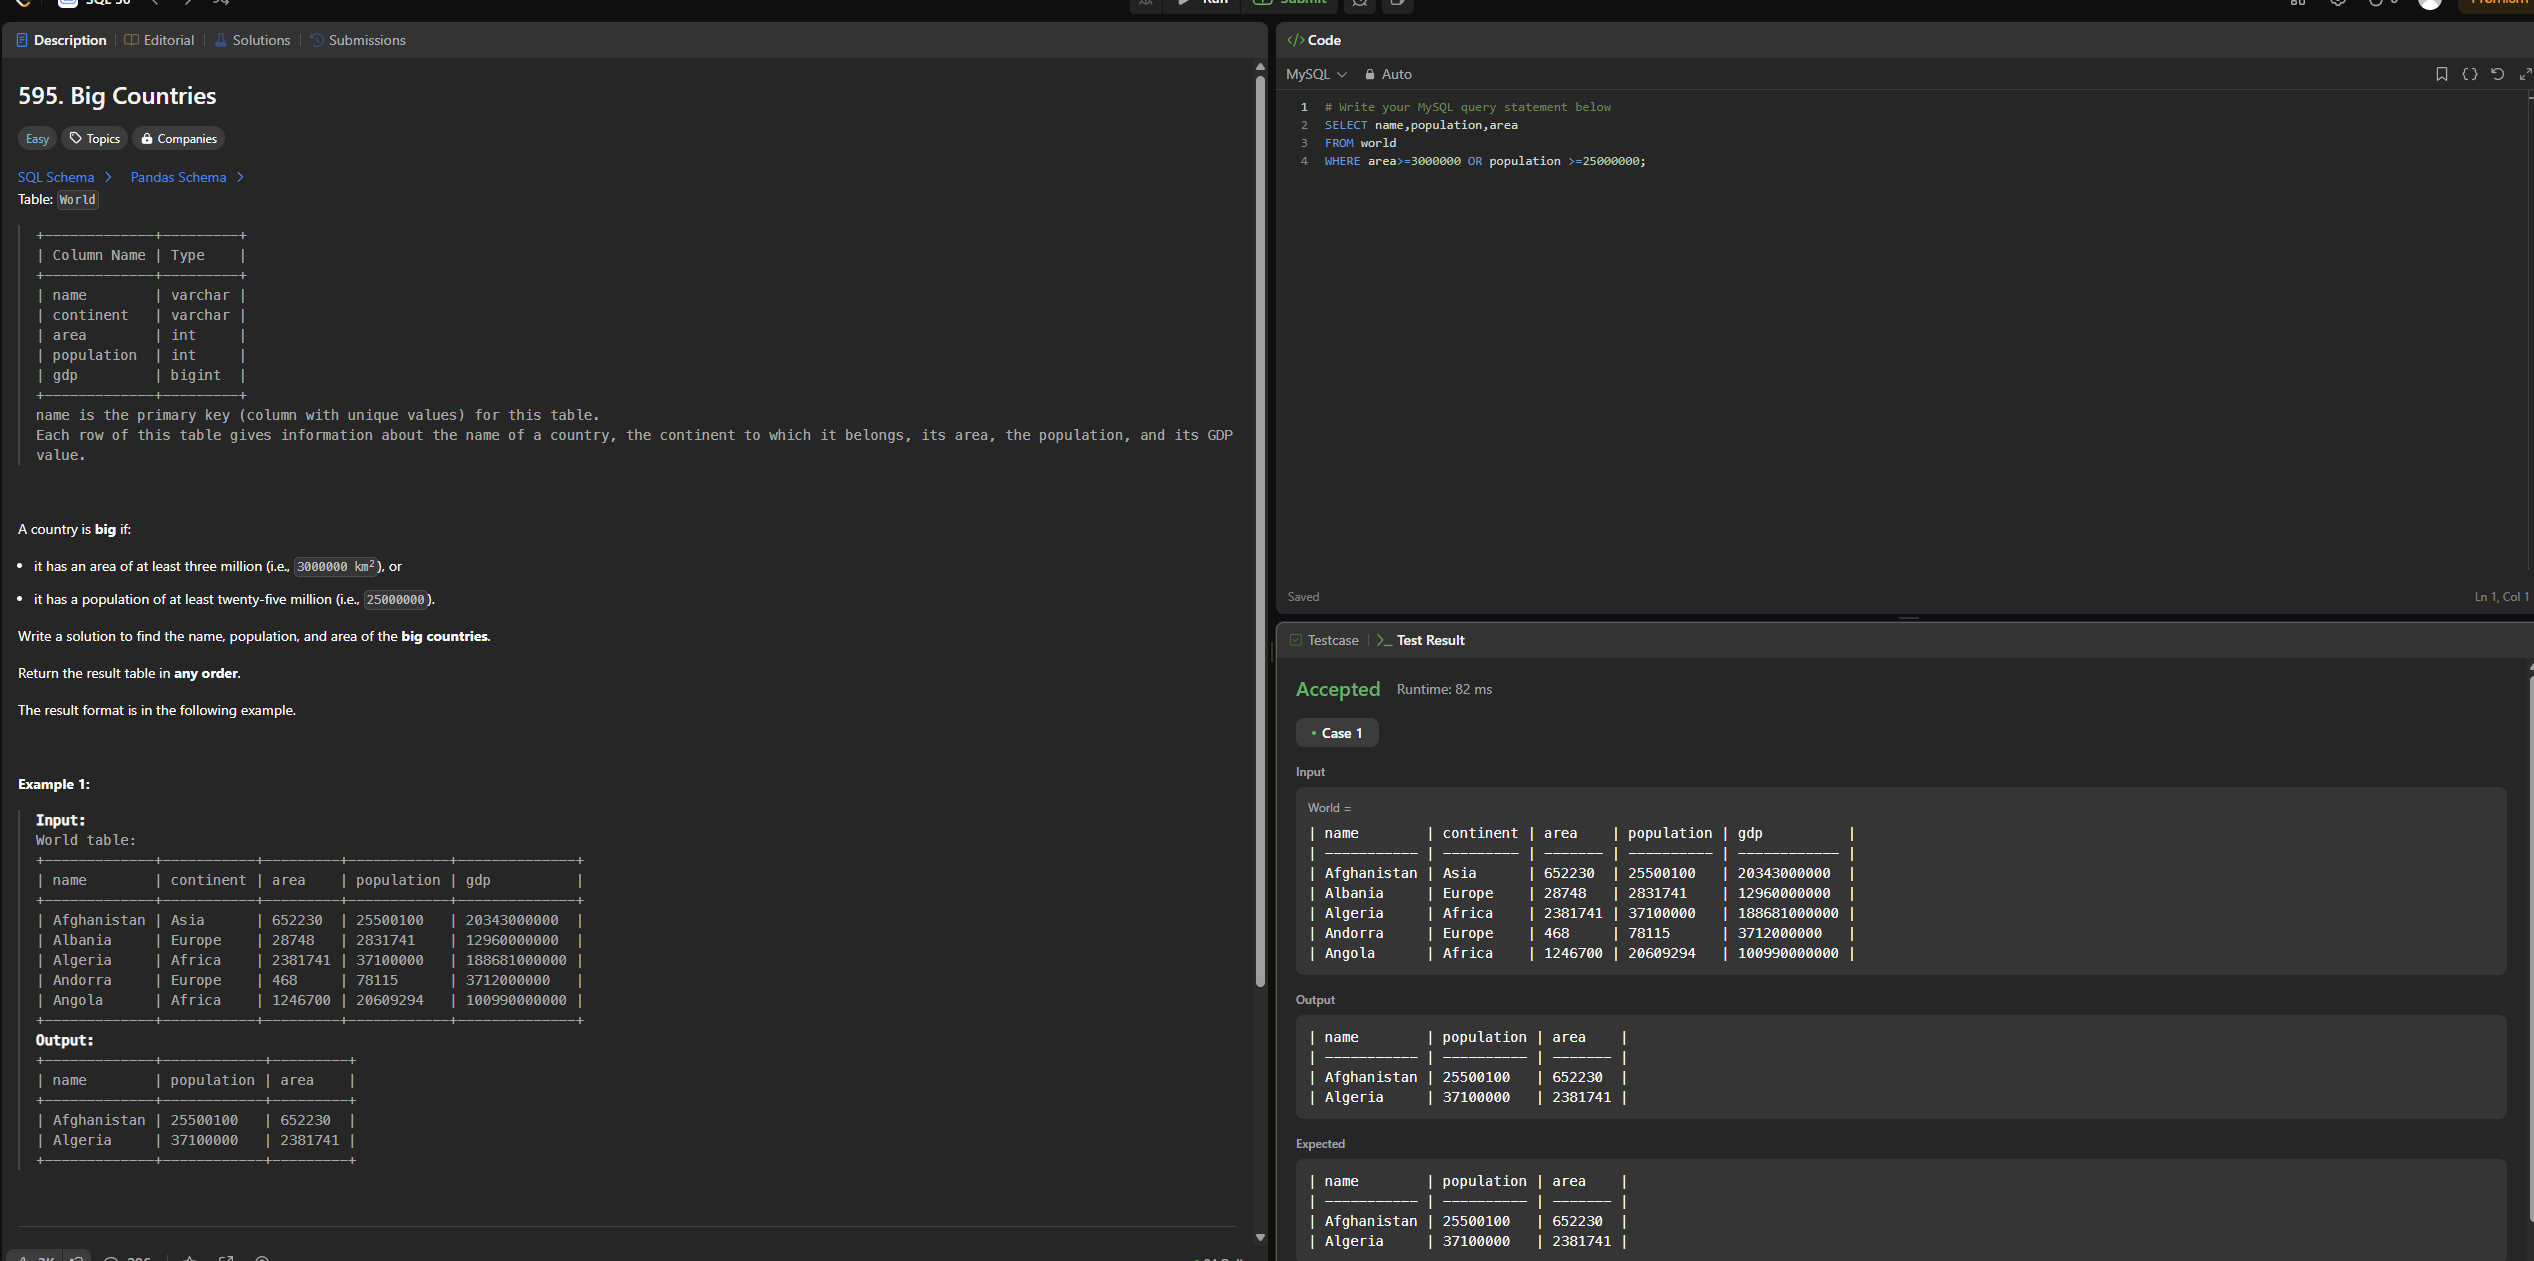 SQL 50
Run
Submit
0
Premium
Description
Editorial
Solutions
Submissions
595. Big Countries
Easy
Topics
Companies
SQL Schema
Pandas Schema
Table: World
+-------------+---------+
| Column Name | Type    |
+-------------+---------+
| name        | varchar |
| continent   | varchar |
| area        | int     |
| population  | int     |
| gdp         | bigint  |
+-------------+---------+
name is the primary key (column with unique values) for this table.
Each row of this table gives information about the name of a country, the continent to which it belongs, its area, the population, and its GDP
value.
A country is big if:
• it has an area of at least three million (i.e., 3000000 km²), or
• it has a population of at least twenty-five million (i.e., 25000000).
Write a solution to find the name, population, and area of the big countries.
Return the result table in any order.
The result format is in the following example.
Example 1:
Input:
World table:
+-------------+-----------+---------+------------+--------------+
| name        | continent | area    | population | gdp          |
+-------------+-----------+---------+------------+--------------+
| Afghanistan | Asia      | 652230  | 25500100   | 20343000000  |
| Albania     | Europe    | 28748   | 2831741    | 12960000000  |
| Algeria     | Africa    | 2381741 | 37100000   | 188681000000 |
| Andorra     | Europe    | 468     | 78115      | 3712000000   |
| Angola      | Africa    | 1246700 | 20609294   | 100990000000 |
+-------------+-----------+---------+------------+--------------+
Output:
+-------------+------------+---------+
| name        | population | area    |
+-------------+------------+---------+
| Afghanistan | 25500100   | 652230  |
| Algeria     | 37100000   | 2381741 |
+-------------+------------+---------+
Code
MySQL
Auto
1 # Write your MySQL query statement below
2 SELECT name,population,area
3 FROM world
4 WHERE area>=3000000 OR population >=25000000;
Saved
Ln 1, Col 1
Testcase
Test Result
Accepted
Runtime: 82 ms
• Case 1
Input
World =
| name        | continent | area    | population | gdp          |
| ----------- | --------- | ------- | ---------- | ------------ |
| Afghanistan | Asia      | 652230  | 25500100   | 20343000000  |
| Albania     | Europe    | 28748   | 2831741    | 12960000000  |
| Algeria     | Africa    | 2381741 | 37100000   | 188681000000 |
| Andorra     | Europe    | 468     | 78115      | 3712000000   |
| Angola      | Africa    | 1246700 | 20609294   | 100990000000 |
Output
| name        | population | area    |
| ----------- | ---------- | ------- |
| Afghanistan | 25500100   | 652230  |
| Algeria     | 37100000   | 2381741 |
Expected
| name        | population | area    |
| ----------- | ---------- | ------- |
| Afghanistan | 25500100   | 652230  |
| Algeria     | 37100000   | 2381741 |